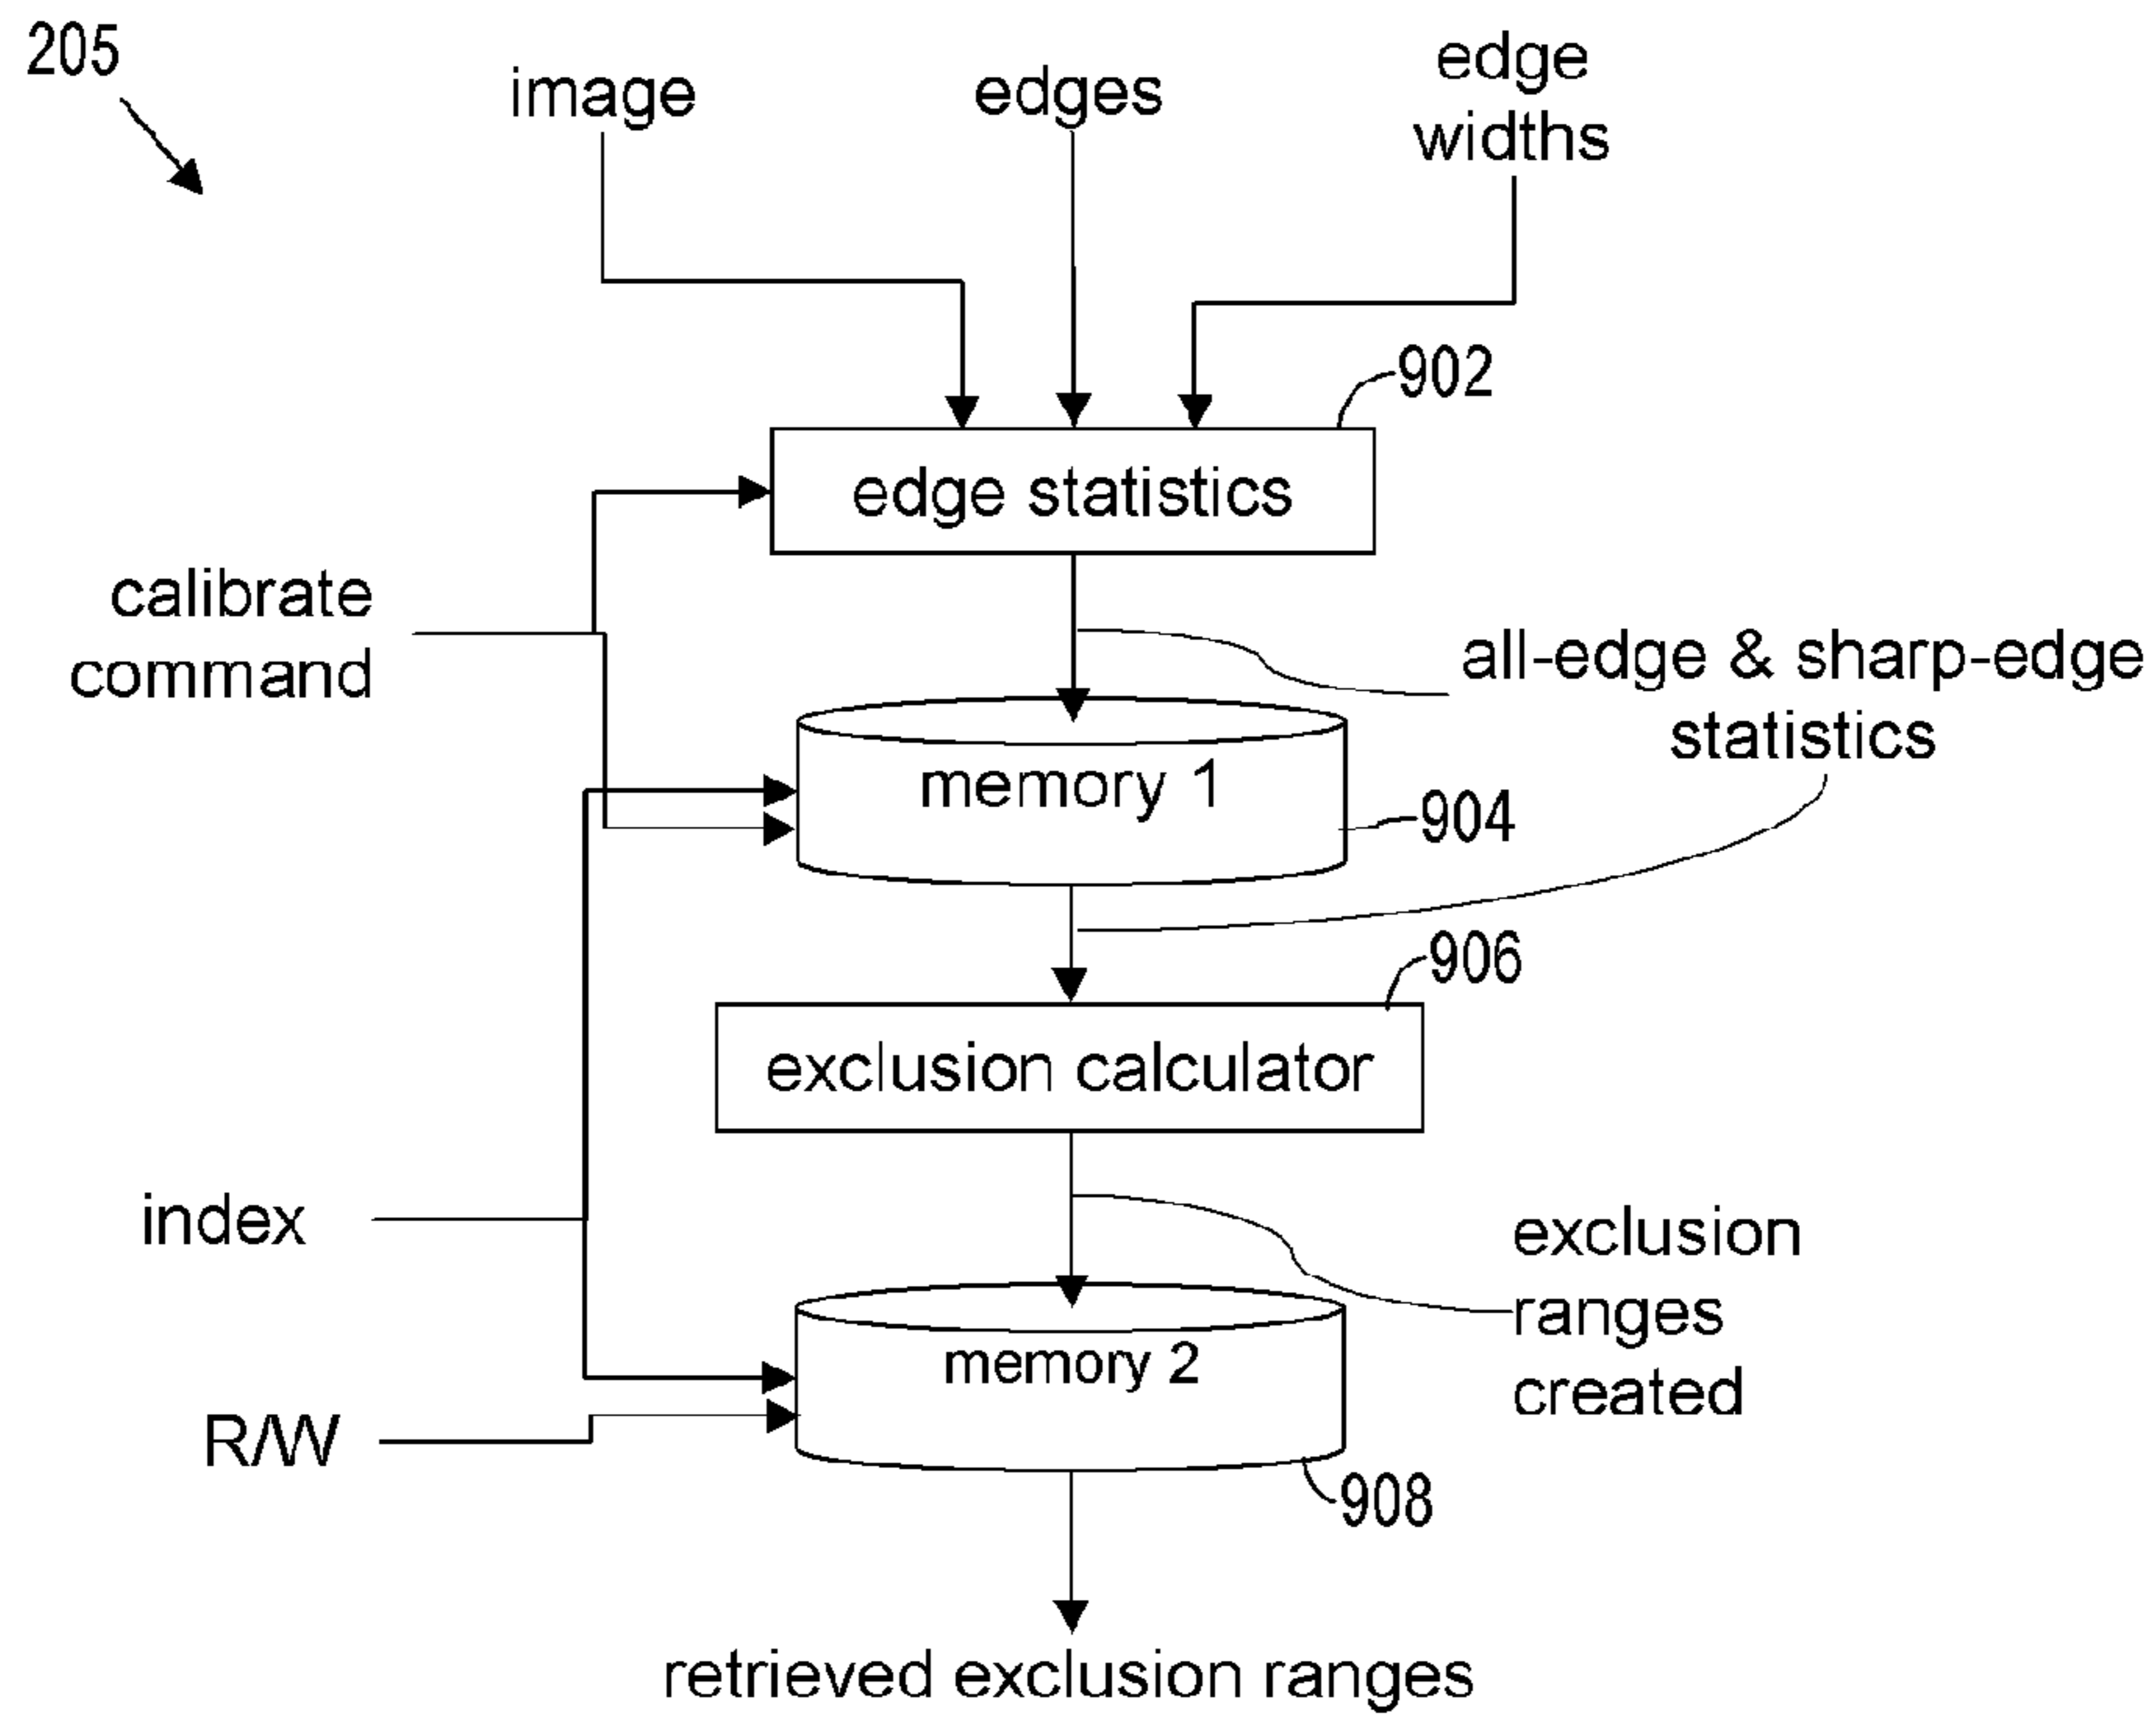 205
image
edges
edge
widths
902
edge statistics
calibrate
command
all-edge & sharp-edge
statistics
memory 1
904
906
exclusion calculator
index
exclusion
ranges
created
memory 2
R/W
908
retrieved exclusion ranges